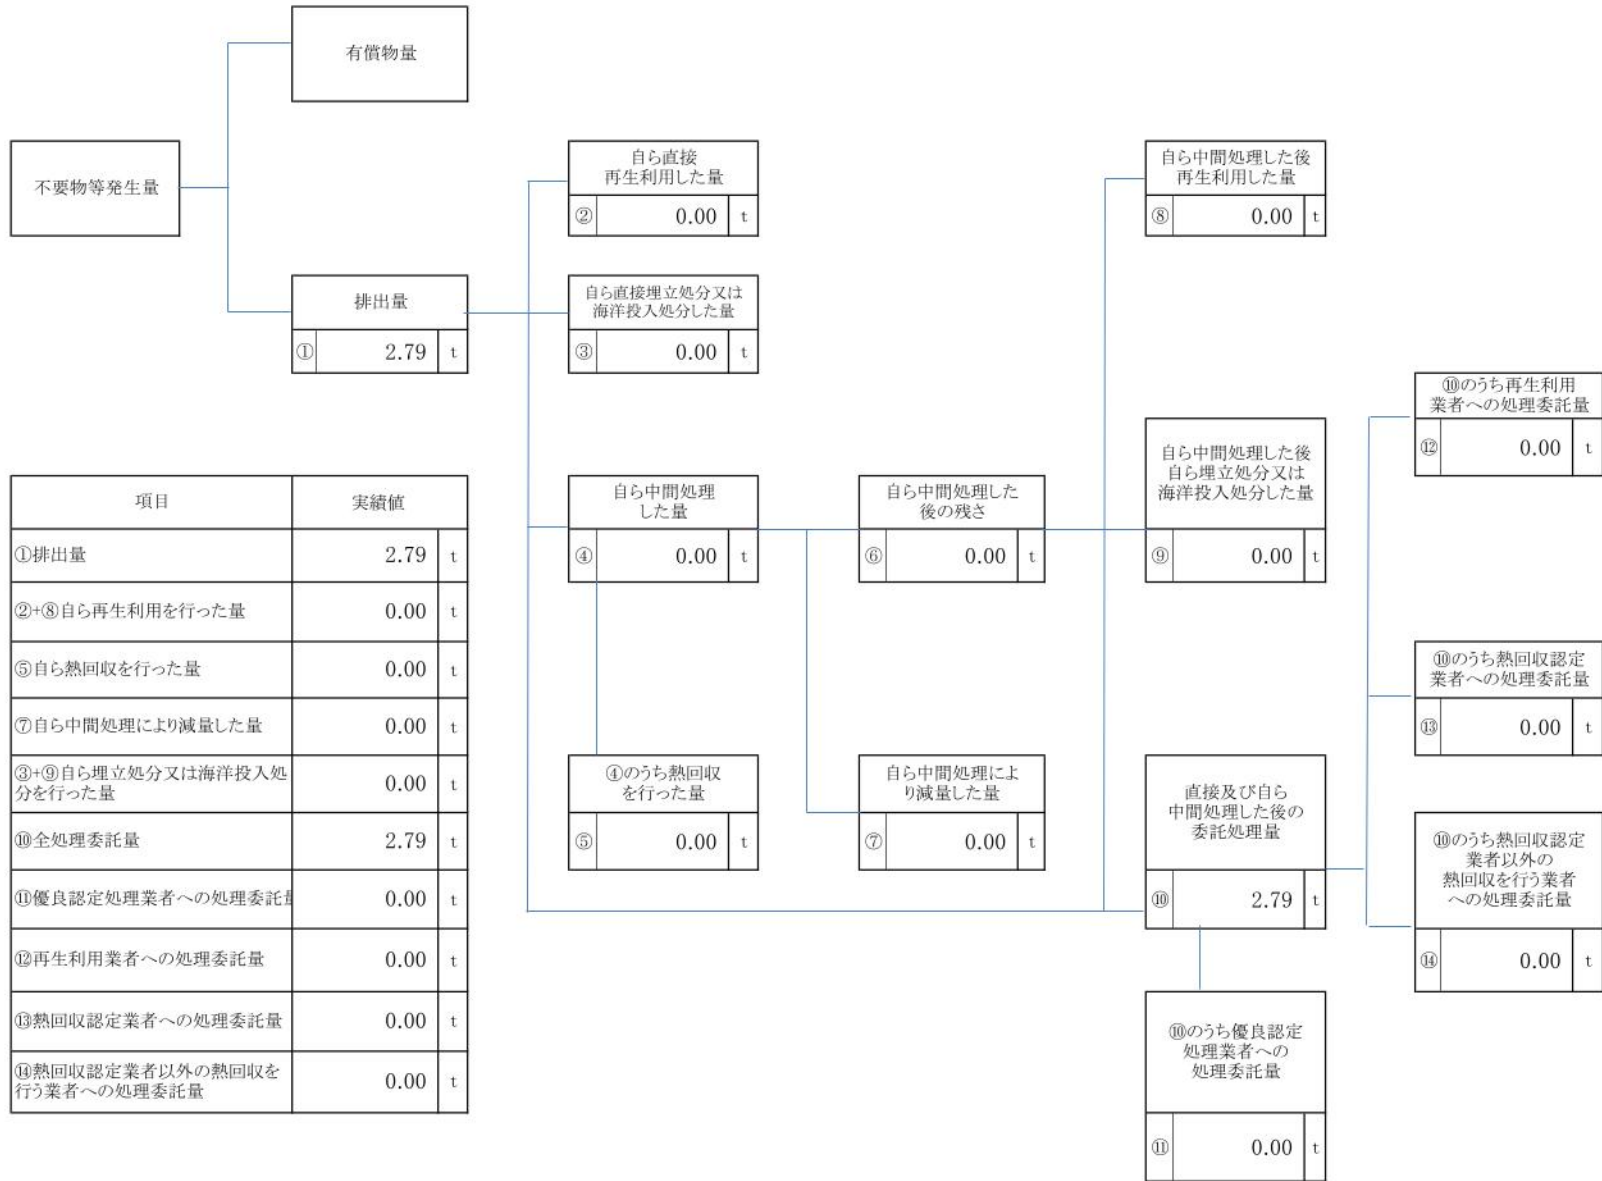 有償物量
不要物等発生量
自ら直接
再生利用した量
② 0.00 t
自ら中間処理した後
再生利用した量
⑧ 0.00 t
排出量
① 2.79 t
自ら直接埋立処分又は
海洋投入処分した量
③ 0.00 t
⑩のうち再生利用
業者への処理委託量
⑫ 0.00 t
自ら中間処理した後
自ら埋立処分又は
海洋投入処分した量
⑨ 0.00 t
自ら中間処理
した量
④ 0.00 t
自ら中間処理した
後の残さ
⑥ 0.00 t
⑩のうち熱回収認定
業者への処理委託量
⑬ 0.00 t
④のうち熱回収
を行った量
⑤ 0.00 t
自ら中間処理によ
り減量した量
⑦ 0.00 t
直接及び自ら
中間処理した後の
委託処理量
⑩ 2.79 t
⑩のうち熱回収認定
業者以外の
熱回収を行う業者
への処理委託量
⑭ 0.00 t
⑩のうち優良認定
処理業者への
処理委託量
⑪ 0.00 t
項目 実績値
①排出量 2.79 t
②+⑧自ら再生利用を行った量 0.00 t
⑤自ら熱回収を行った量 0.00 t
⑦自ら中間処理により減量した量 0.00 t
③+⑨自ら埋立処分又は海洋投入処
分を行った量 0.00 t
⑩全処理委託量 2.79 t
⑪優良認定処理業者への処理委託 0.00 t
⑫再生利用業者への処理委託量 0.00 t
⑬熱回収認定業者への処理委託量 0.00 t
⑭熱回収認定業者以外の熱回収を
行う業者への処理委託量 0.00 t